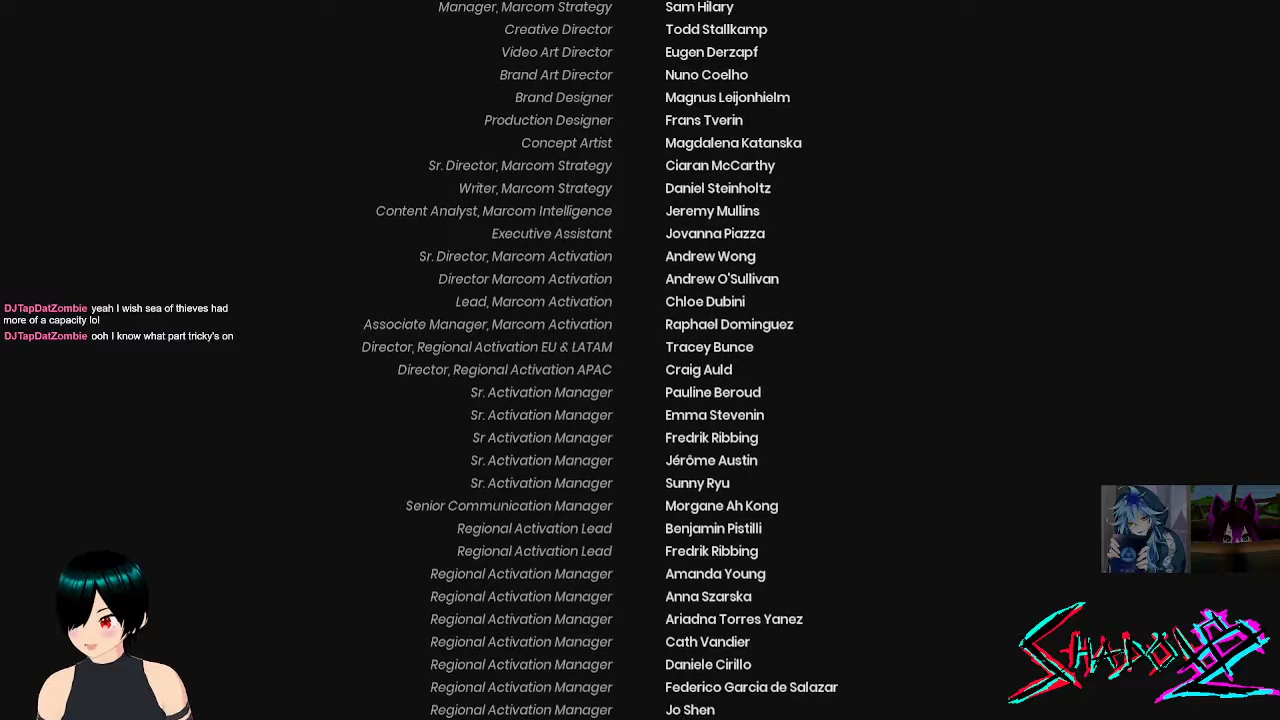 Manager, Marcom Strategy Sam Hilary
Creative Director Todd Stallkamp
Video Art Director Eugen Derzapf
Brand Art Director Nuno Coelho
Brand Designer Magnus Leijonhielm
Production Designer Frans Tverin
Concept Artist Magdalena Katanska
Sr. Director, Marcom Strategy Ciaran McCarthy
Writer, Marcom Strategy Daniel Steinholtz
Content Analyst, Marcom Intelligence Jeremy Mullins
Executive Assistant Jovanna Piazza
Sr. Director, Marcom Activation Andrew Wong
Director Marcom Activation Andrew O'Sullivan
Lead, Marcom Activation Chloe Dubini
Associate Manager, Marcom Activation Raphael Dominguez
Director, Regional Activation EU & LATAM Tracey Bunce
Director, Regional Activation APAC Craig Auld
Sr. Activation Manager Pauline Beroud
Sr. Activation Manager Emma Stevenin
Sr Activation Manager Fredrik Ribbing
Sr. Activation Manager Jérôme Austin
Sr. Activation Manager Sunny Ryu
Senior Communication Manager Morgane Ah Kong
Regional Activation Lead Benjamin Pistilli
Regional Activation Lead Fredrik Ribbing
Regional Activation Manager Amanda Young
Regional Activation Manager Anna Szarska
Regional Activation Manager Ariadna Torres Yanez
Regional Activation Manager Cath Vandier
Regional Activation Manager Daniele Cirillo
Regional Activation Manager Federico Garcia de Salazar
Regional Activation Manager Jo Shen
DJTapDatZombie yeah I wish sea of thieves had
more of a capacity lol
DJTapDatZombie ooh I know what part tricky's on